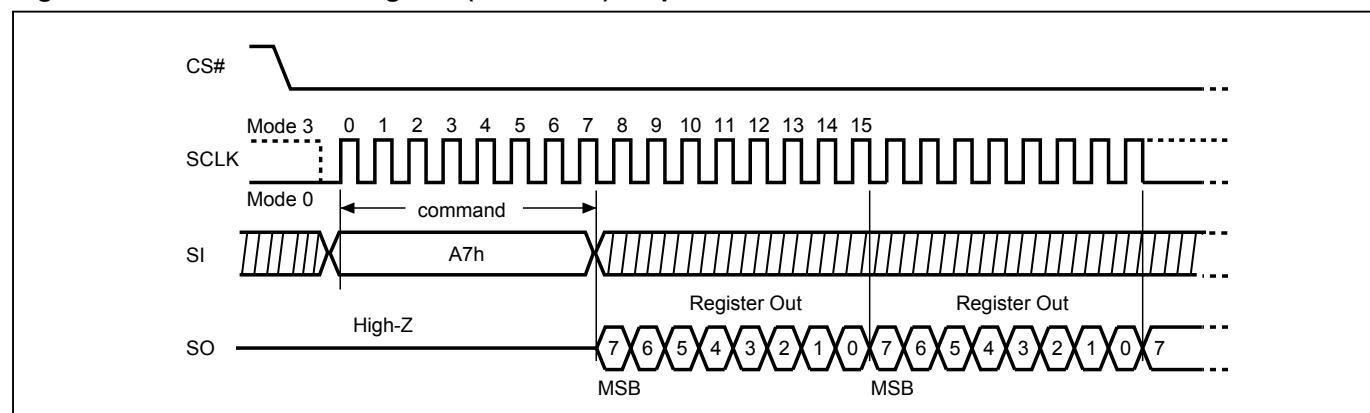 CS#
Mode 3 0 1 2 3 4 5 6 7 8 9 10 11 12 13 14 15
SCLK
Mode 0
command
SI A7h
Register Out Register Out
High-Z
SO 7 6 5 4 3 2 1 0 7 6 5 4 3 2 1 0 7
MSB MSB